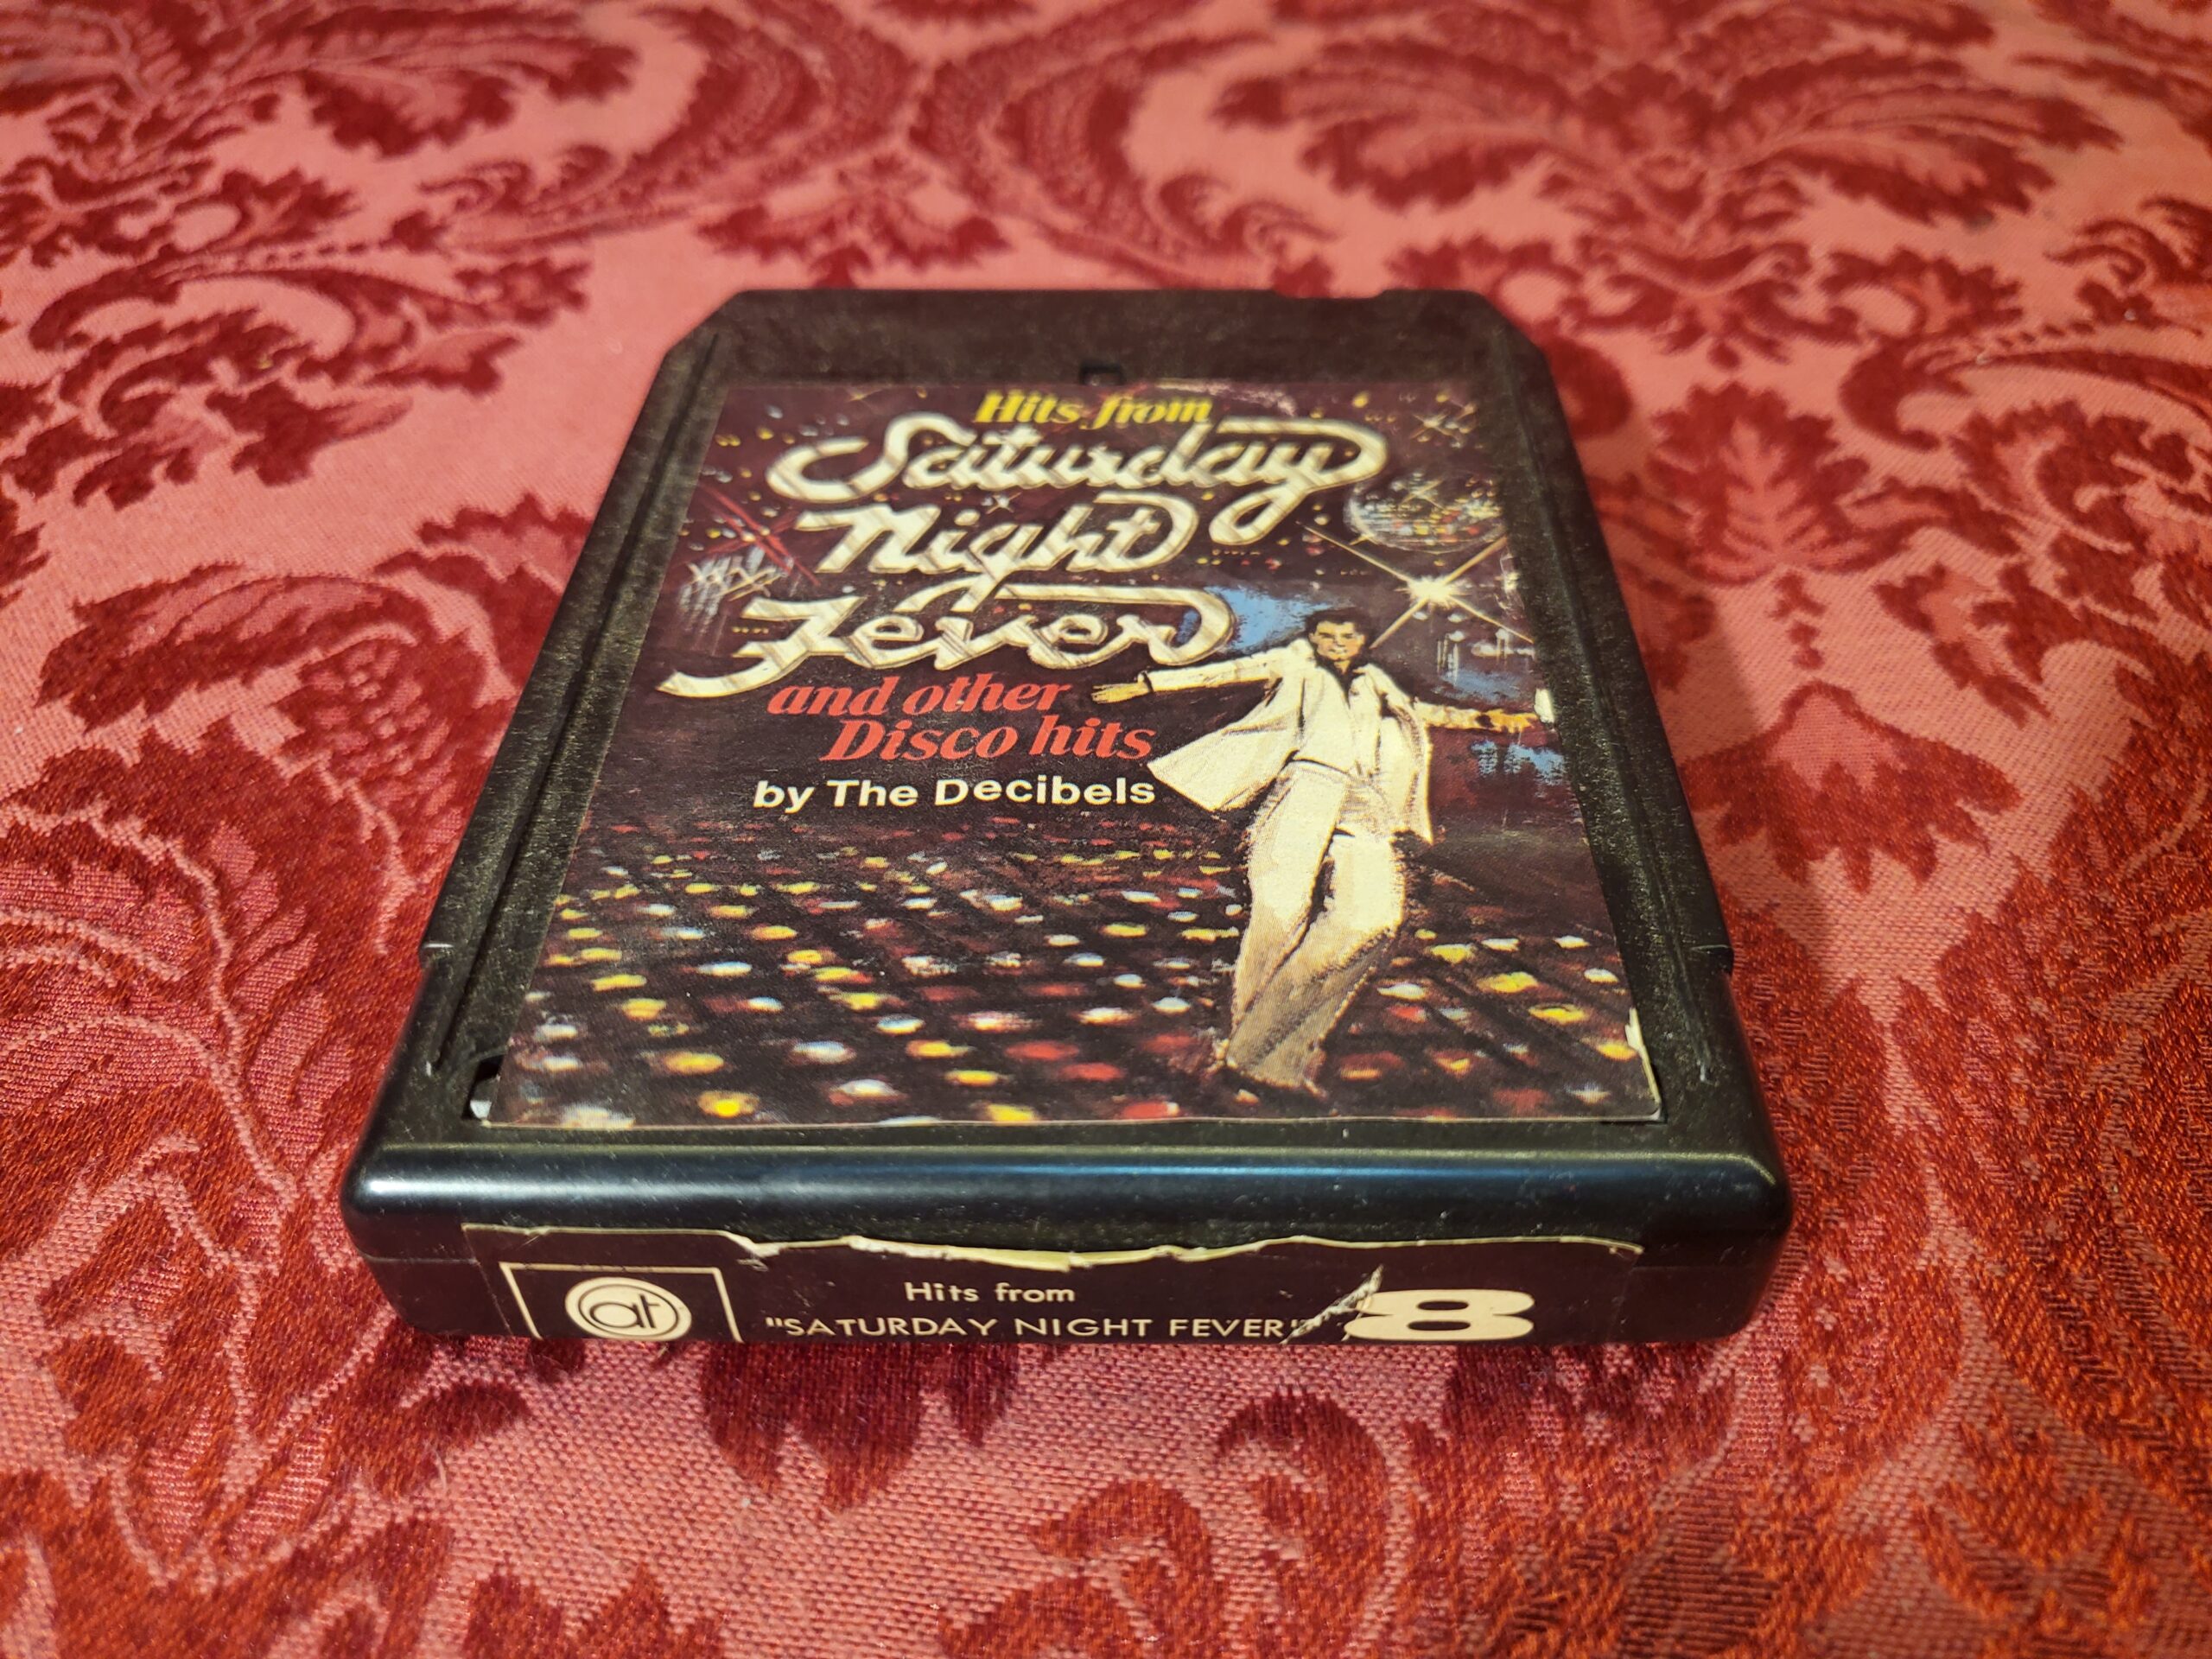 Hits from
Saturday
Night
Fever
and other
Disco hits
by The Decibels
at
Hits from
"SATURDAY NIGHT FEVER"
8